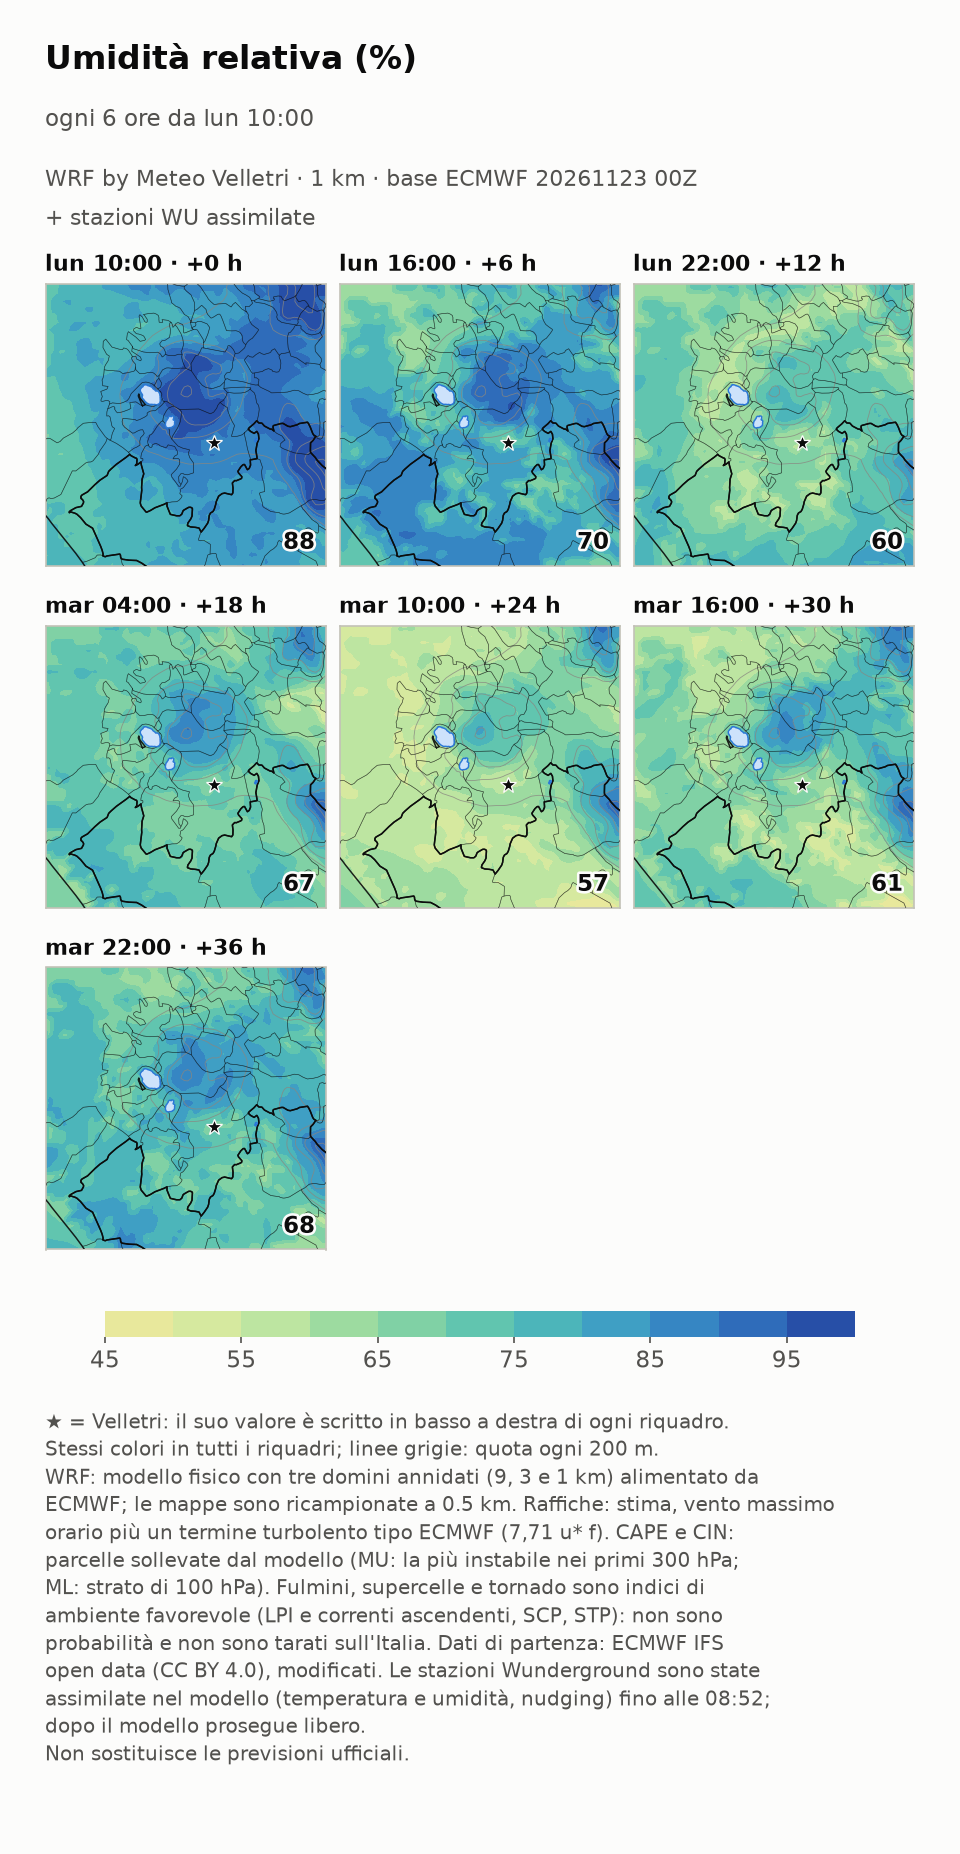 Umidità relativa (%)
ogni 6 ore da lun 10:00
WRF by Meteo Velletri · 1 km · base ECMWF 20261123 00Z
+ stazioni WU assimilate
lun 10:00 · +0 h
lun 16:00 · +6 h
lun 22:00 · +12 h
88
70
60
mar 04:00 · +18 h
mar 10:00 · +24 h
mar 16:00 · +30 h
67
57
61
mar 22:00 · +36 h
68
45 55 65 75 85 95
★ = Velletri: il suo valore è scritto in basso a destra di ogni riquadro.
Stessi colori in tutti i riquadri; linee grigie: quota ogni 200 m.
WRF: modello fisico con tre domini annidati (9, 3 e 1 km) alimentato da
ECMWF; le mappe sono ricampionate a 0.5 km. Raffiche: stima, vento massimo
orario più un termine turbolento tipo ECMWF (7,71 u* f). CAPE e CIN:
parcelle sollevate dal modello (MU: la più instabile nei primi 300 hPa;
ML: strato di 100 hPa). Fulmini, supercelle e tornado sono indici di
ambiente favorevole (LPI e correnti ascendenti, SCP, STP): non sono
probabilità e non sono tarati sull'Italia. Dati di partenza: ECMWF IFS
open data (CC BY 4.0), modificati. Le stazioni Wunderground sono state
assimilate nel modello (temperatura e umidità, nudging) fino alle 08:52;
dopo il modello prosegue libero.
Non sostituisce le previsioni ufficiali.